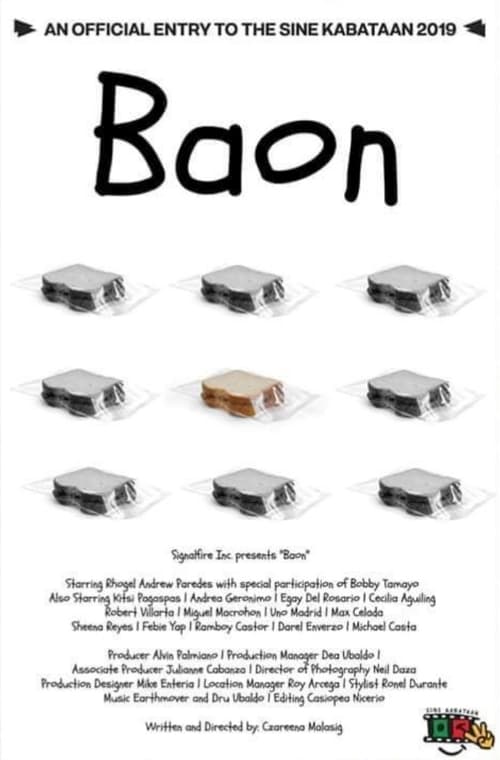 AN OFFICIAL ENTRY TO THE SINE KABATAAN 2019
Baon
Signalfire Inc. presents "Baon"
Starring Rhogel Andrew Paredes with special participation of Bobby Tamayo
Also Starring Kitsi Pagaspas | Andrea Geronimo | Egay Del Rosario | Cecilia Aguiling
Robert Villarta | Miguel Macrohon | Uno Madrid | Max Celada
Sheena Reyes | Febie Yap | Ramboy Castor | Darel Enverzo | Michael Casta
Producer Alvin Palmiano | Production Manager Dea Ubaldo |
Associate Producer Julianne Cabanza | Director of Photography Neil Daza
Production Designer Mike Enteria | Location Manager Roy Arcega | Stylist Ronel Durante
Music Earthmover and Dru Ubaldo | Editing Casiopea Nicerio
Written and Directed by: Czareena Malasig
SINE KABATAAN